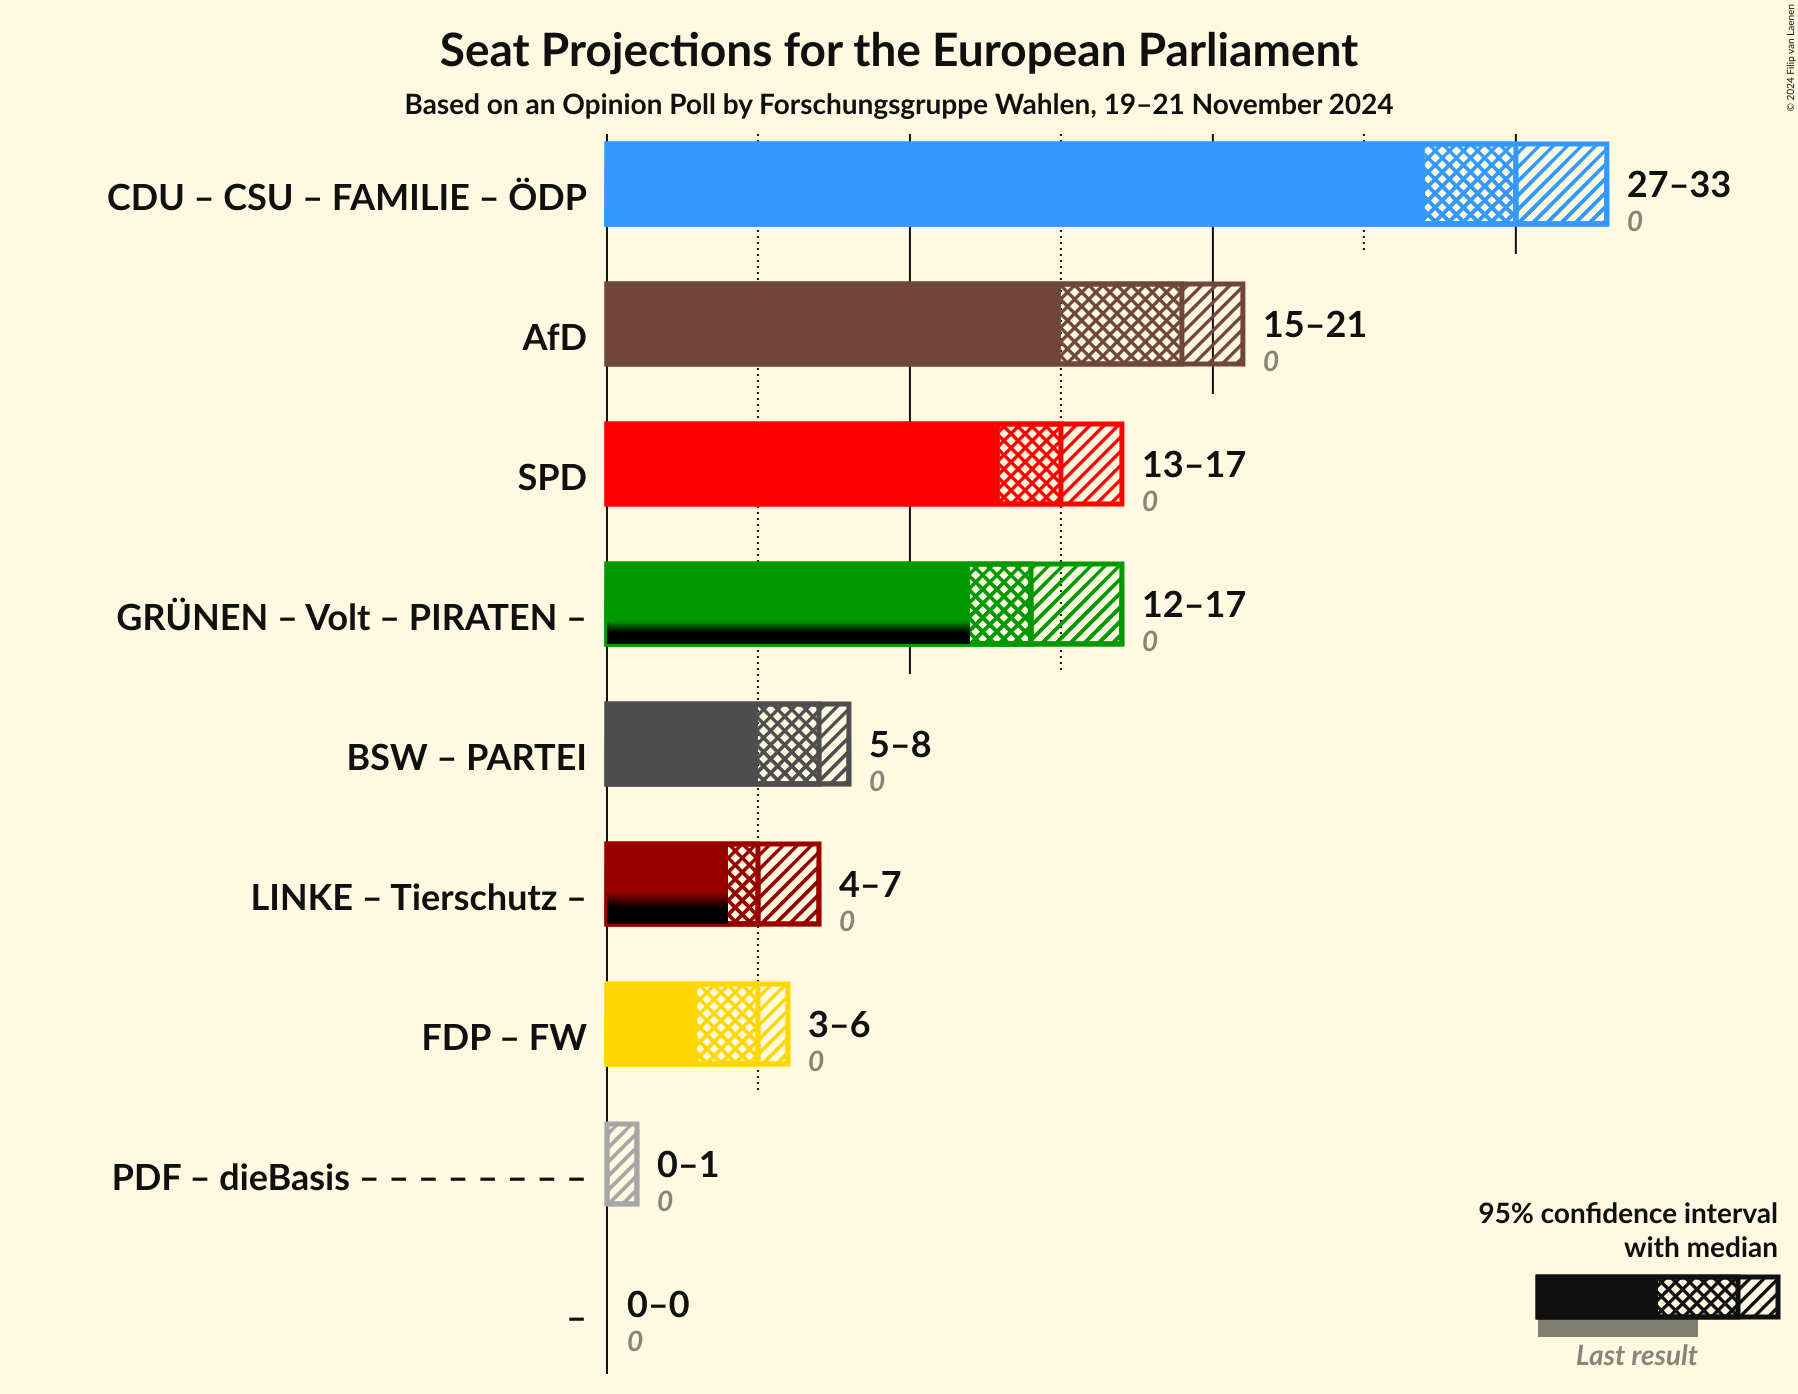 Seat Projections for the European Parliament
Based on an Opinion Poll by Forschungsgruppe Wahlen, 19–21 November 2024
© 2024 Filip van Laenen
CDU – CSU – FAMILIE – ÖDP
27–33
0
AfD
15–21
0
SPD
13–17
0
GRÜNEN – Volt – PIRATEN –
12–17
0
BSW – PARTEI
5–8
0
LINKE – Tierschutz –
4–7
0
FDP – FW
3–6
0
PDF – dieBasis – – – – – – – –
0–1
0
–
0–0
0
95% confidence interval
with median
Last result